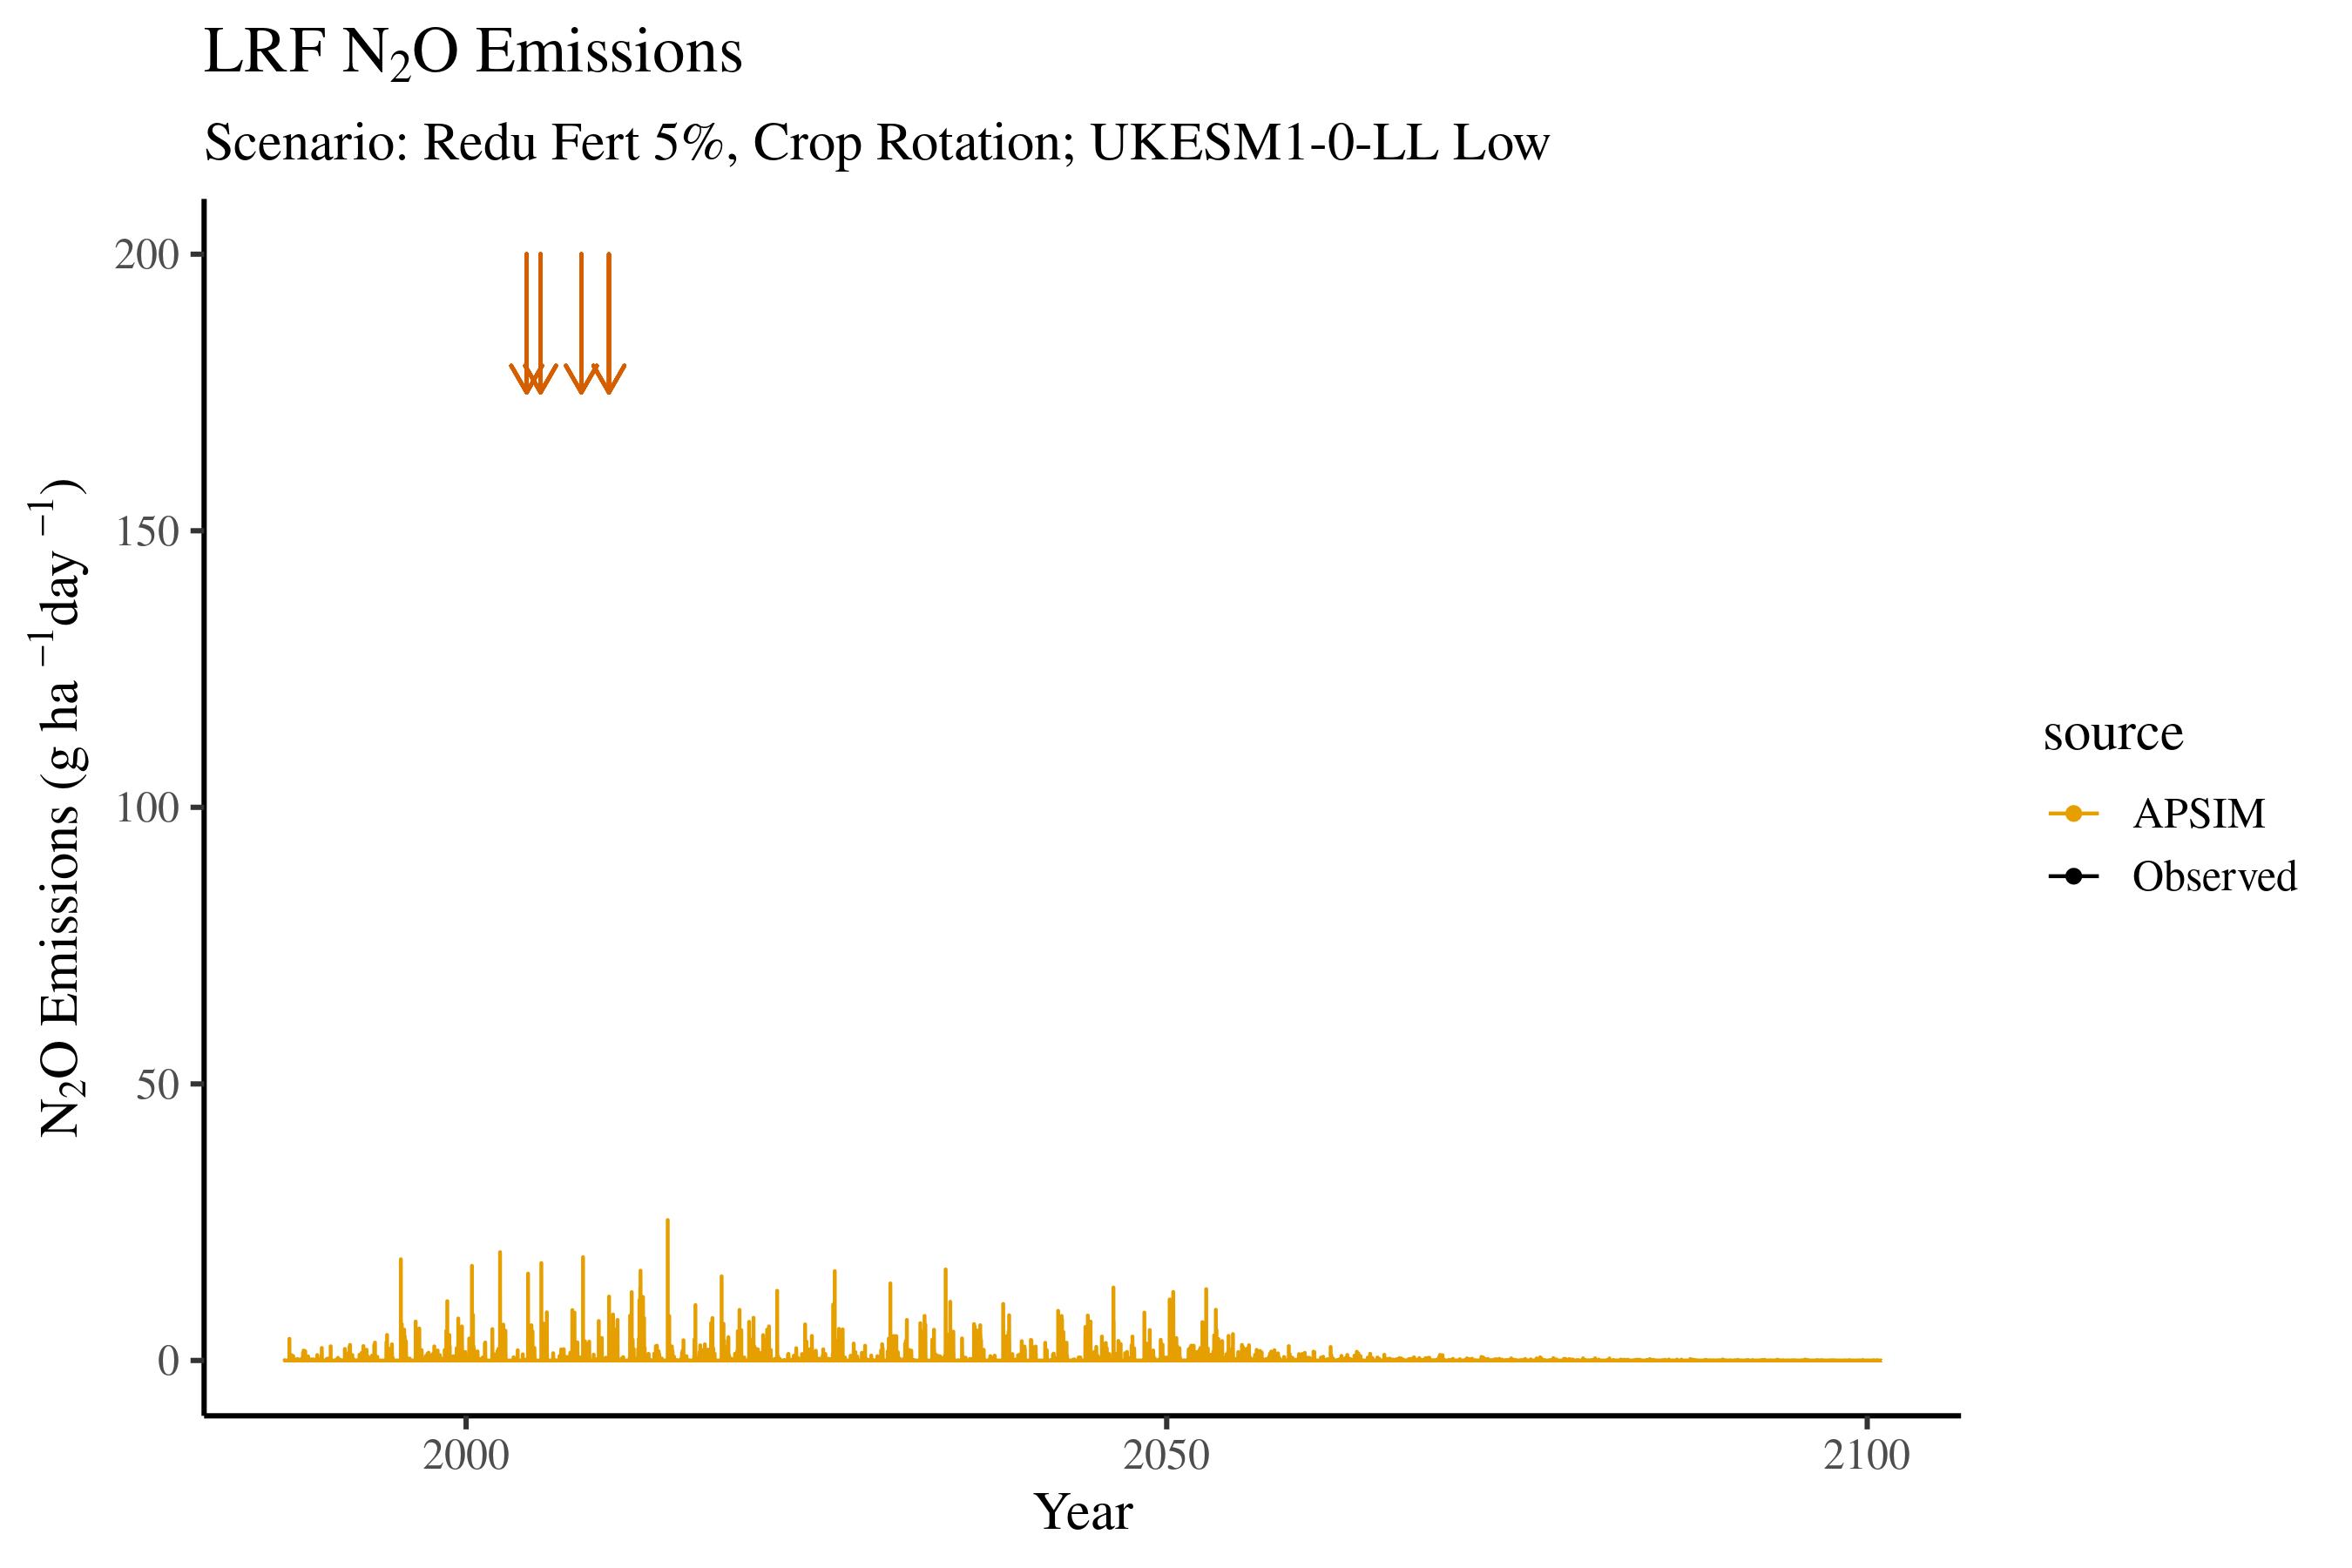 LRF N₂O Emissions
Scenario: Redu Fert 5%, Crop Rotation; UKESM1-0-LL Low
N₂O Emissions (g ha ⁻¹day ⁻¹)
200
150
100
50
0
2000 2050 2100
Year
source
APSIM
Observed